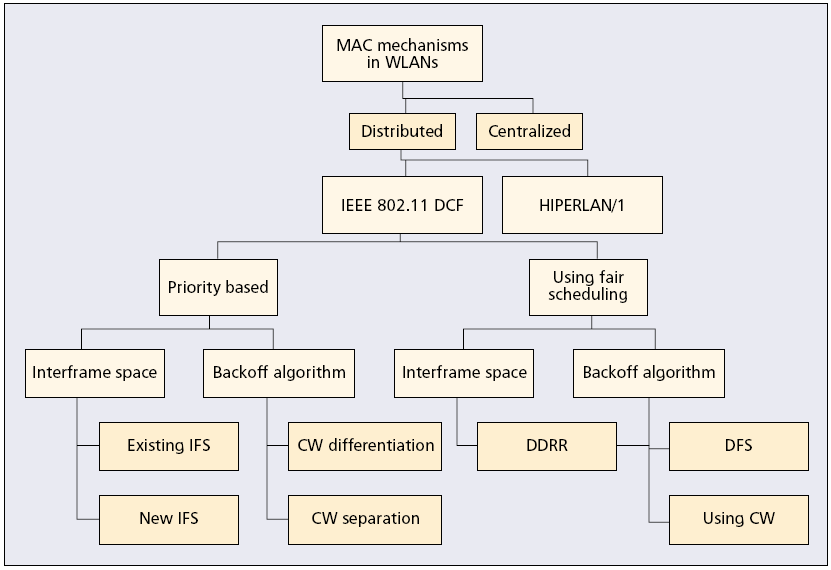 MAC mechanisms
in WLANs
Distributed
Centralized
IEEE 802.11 DCF
HIPERLAN/1
Priority based
Using fair
scheduling
Interframe space
Backoff algorithm
Interframe space
Backoff algorithm
Existing IFS
CW differentiation
DDRR
DFS
New IFS
CW separation
Using CW